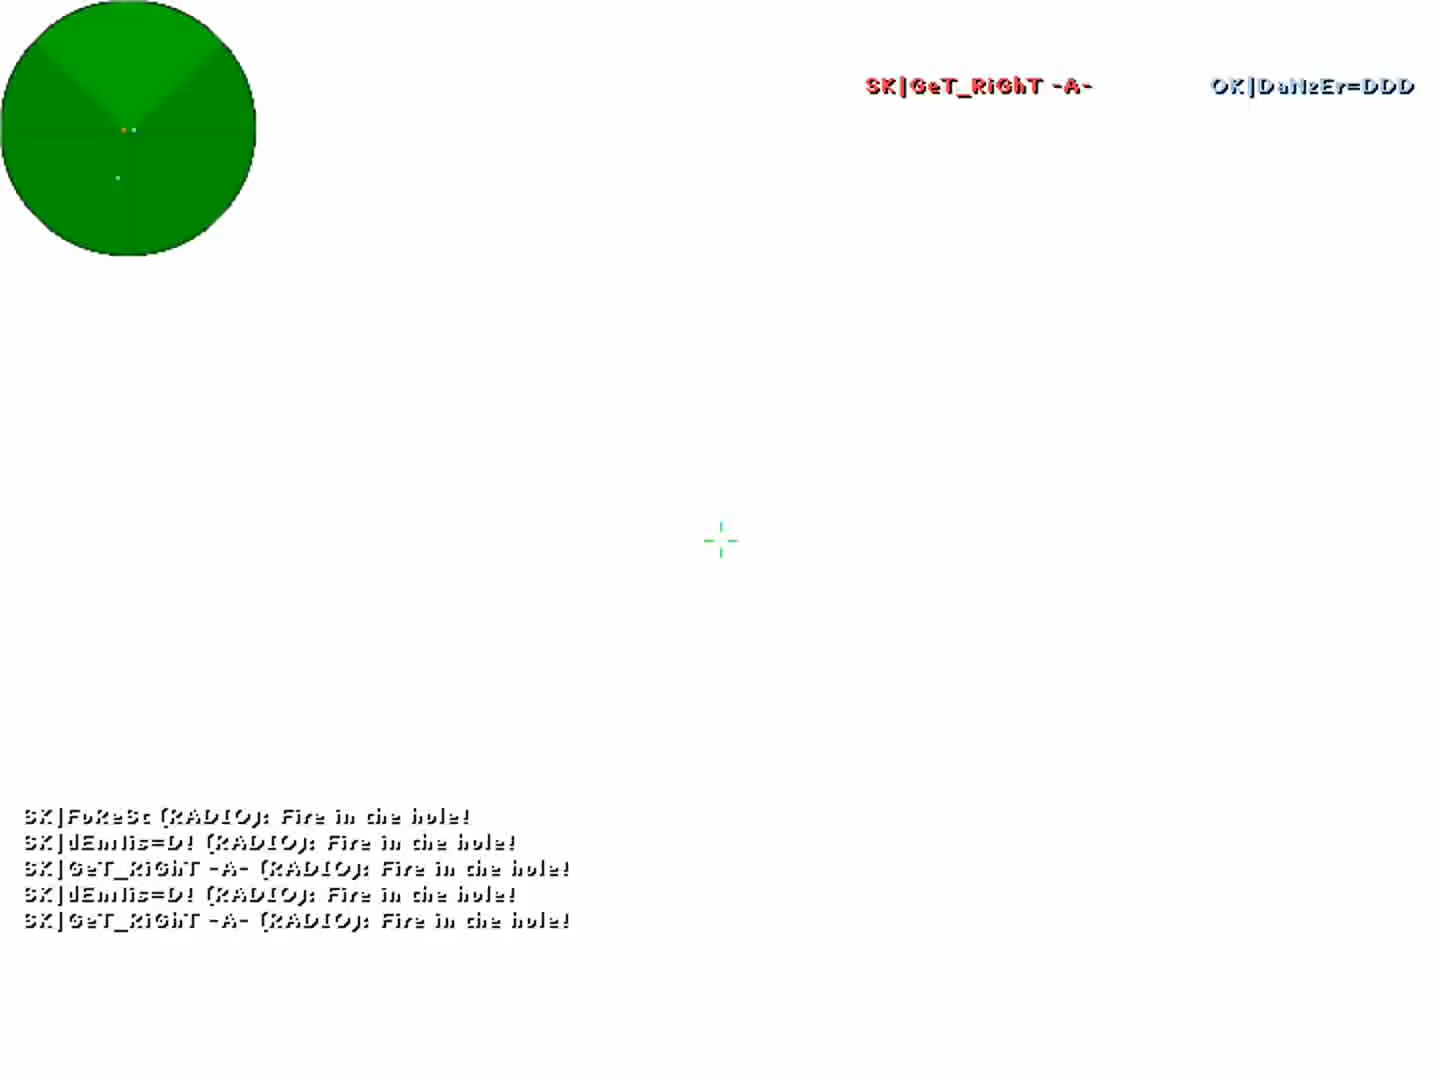 SK|GeT_RiGhT -A- OK|DaNzEr=DDD
SK|FoReSt (RADIO): Fire in the hole!
SK|dEmNis=D! (RADIO): Fire in the hole!
SK|GeT_RiGhT -A- (RADIO): Fire in the hole!
SK|dEmNis=D! (RADIO): Fire in the hole!
SK|GeT_RiGhT -A- (RADIO): Fire in the hole!